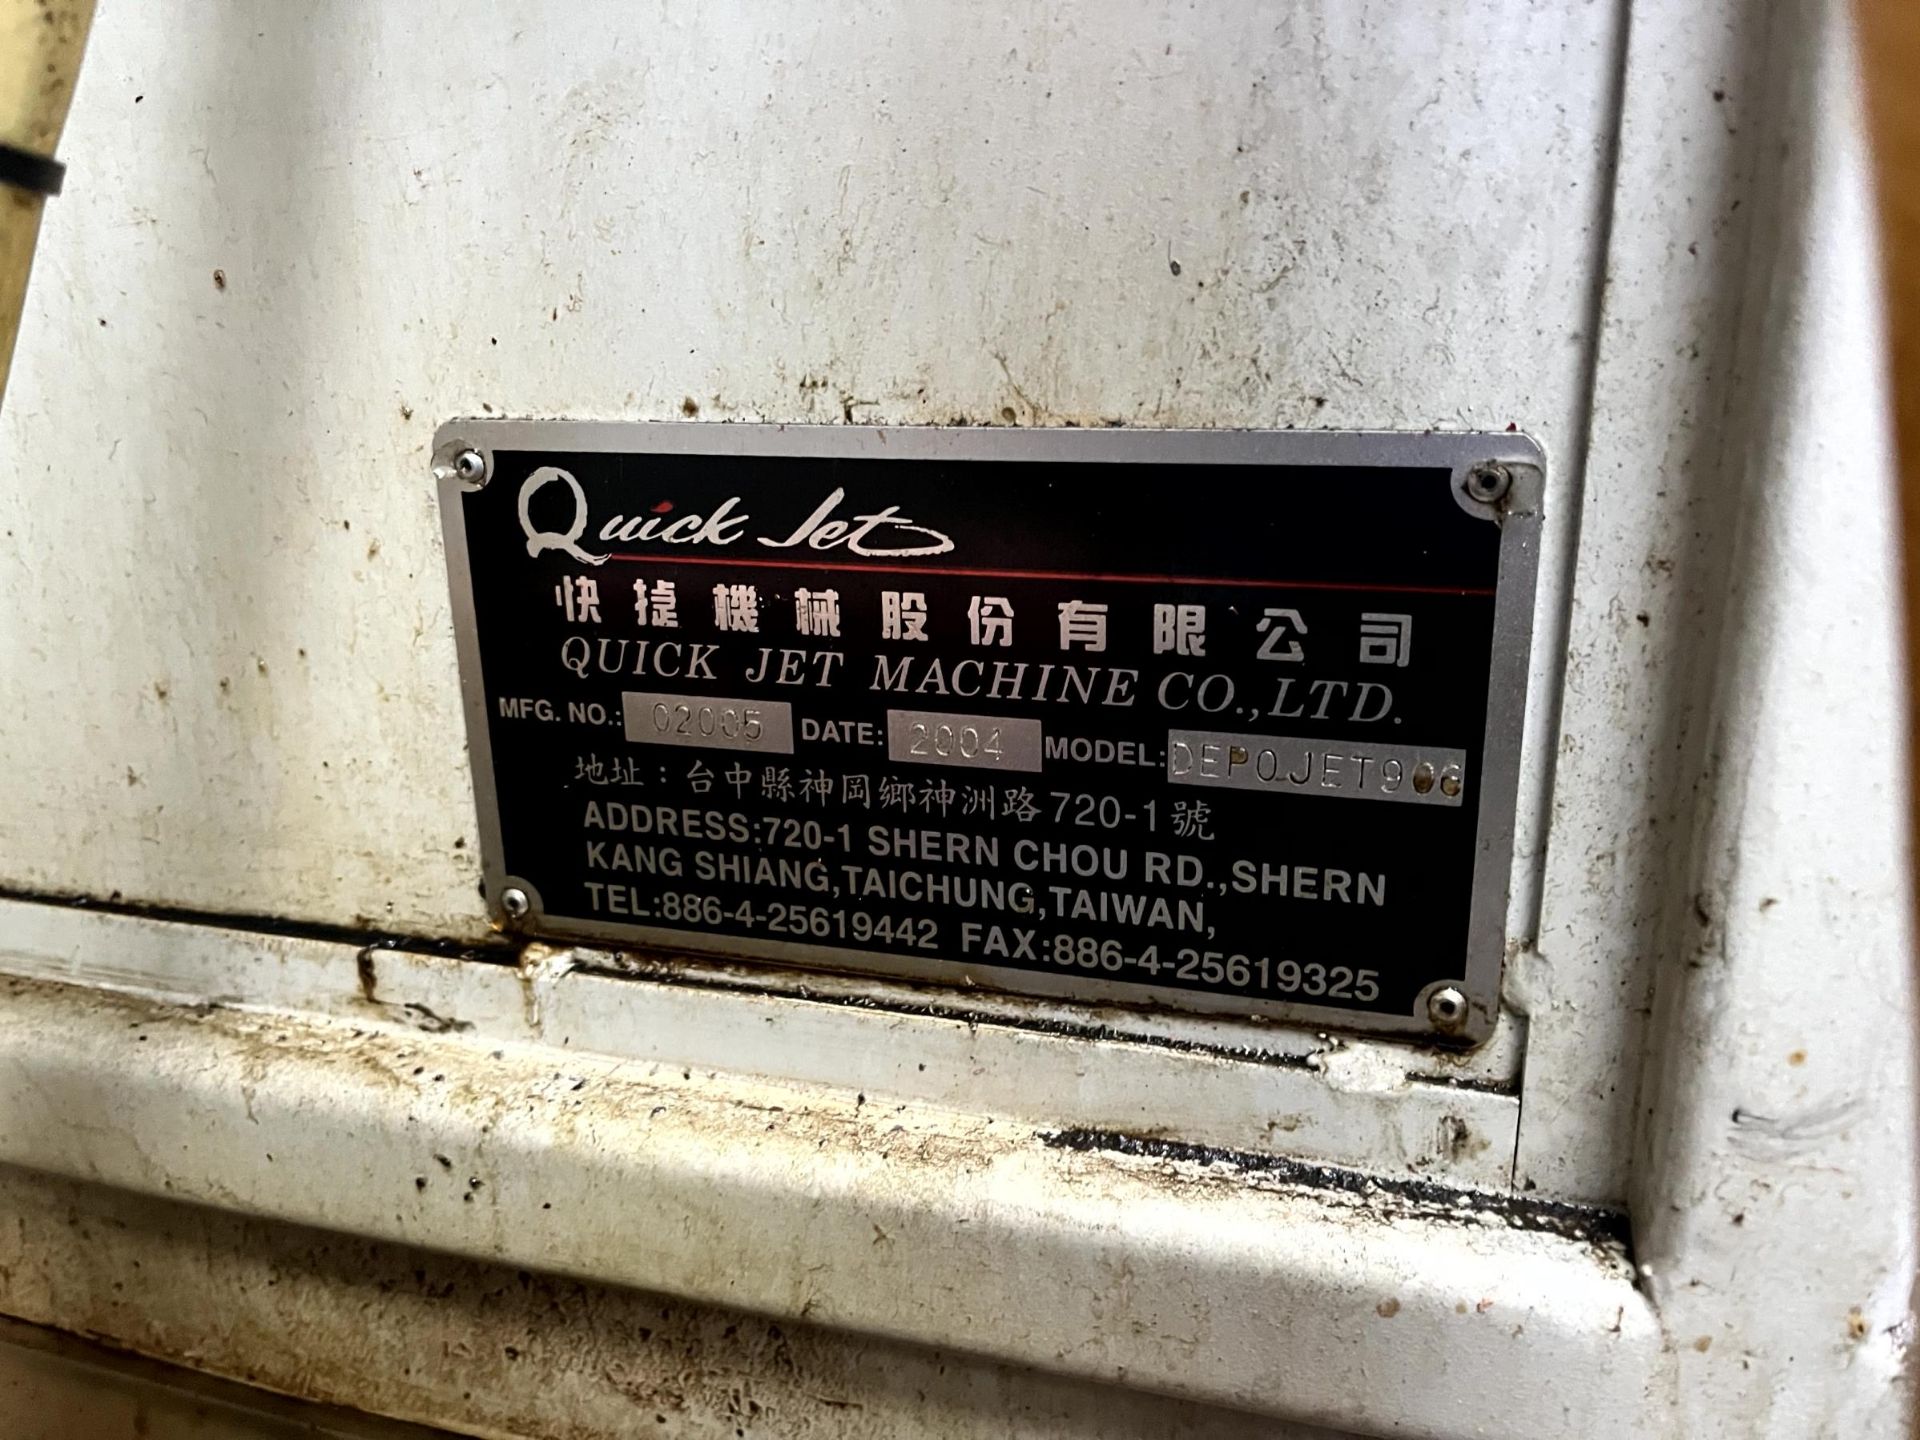 Quick Jet
快捷機械股份有限公司
QUICK JET MACHINE CO.,LTD.
MFG. NO.: 02005 DATE: 2004 MODEL: DEPOJET906
地址：台中縣神岡鄉神洲路720-1號
ADDRESS:720-1 SHERN CHOU RD.,SHERN
KANG SHIANG,TAICHUNG,TAIWAN,
TEL:886-4-25619442 FAX:886-4-25619325